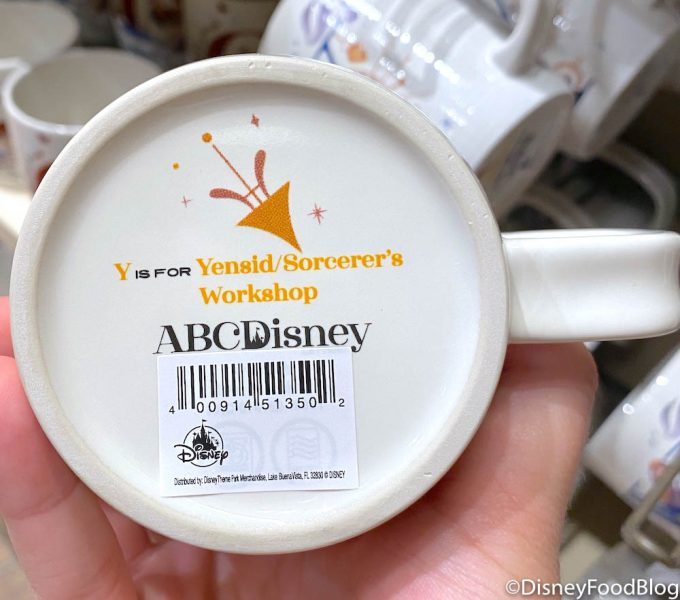 Y IS FOR Yensid/Sorcerer's
Workshop
ABCDisney
4 00914 51350 2
Disney
Distributed by: Disney Theme Park Merchandise, Lake Buena Vista, FL 32830 © DISNEY
©DisneyFoodBlog